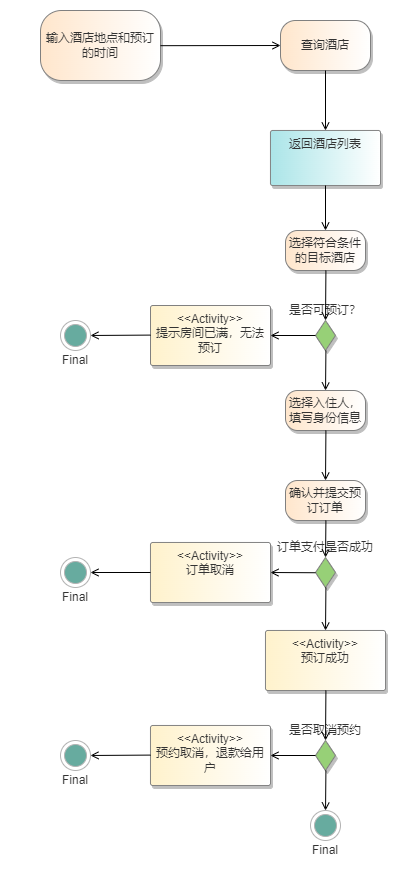 输入酒店地点和预订
的时间
查询酒店
返回酒店列表
选择符合条件
的目标酒店
是否可预订？
<<Activity>>
提示房间已满，无法
预订
Final
选择入住人，
填写身份信息
确认并提交预
订订单
订单支付是否成功
<<Activity>>
订单取消
Final
<<Activity>>
预订成功
是否取消预约
<<Activity>>
预约取消，退款给用
户
Final
Final